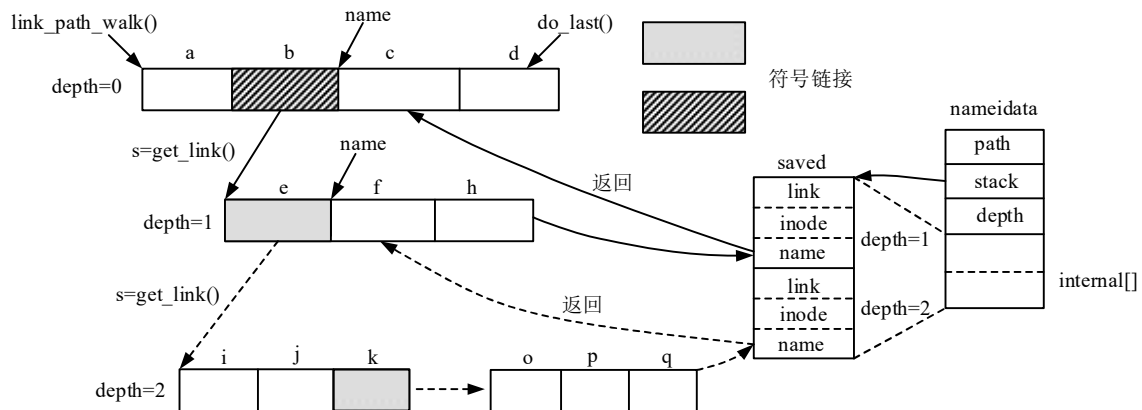 link_path_walk()
name
do_last()
a
b
c
d
depth=0
符号链接
nameidata
s=get_link()
name
path
saved
e
f
h
返回
link
stack
depth=1
inode
depth=1
depth
name
s=get_link()
返回
link
depth=2
internal[]
inode
name
i
j
k
o
p
q
depth=2